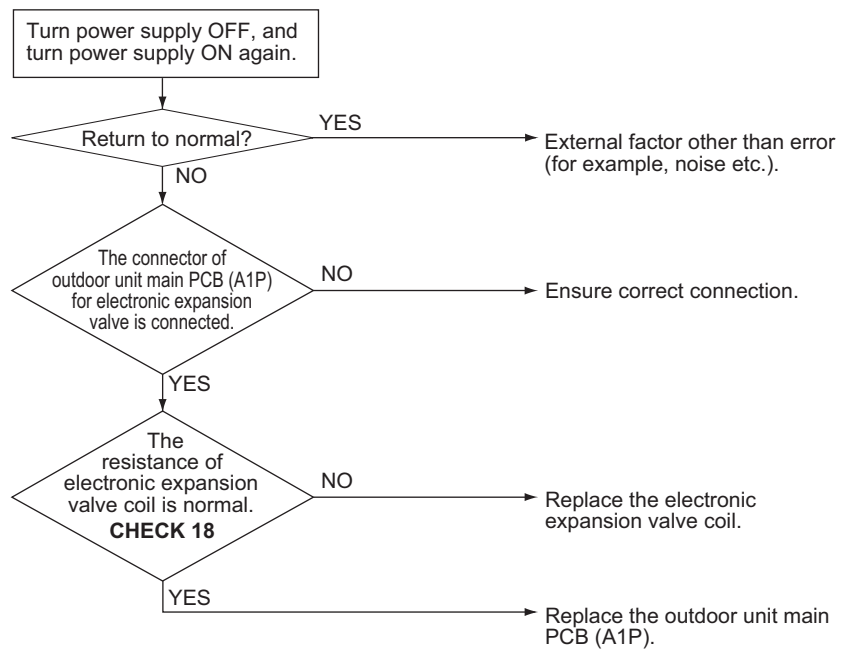 Turn power supply OFF, and
turn power supply ON again.
Return to normal?
YES
External factor other than error
(for example, noise etc.).
NO
The connector of
outdoor unit main PCB (A1P)
for electronic expansion
valve is connected.
NO
Ensure correct connection.
YES
The
resistance of
electronic expansion
valve coil is normal.
CHECK 18
NO
Replace the electronic
expansion valve coil.
YES
Replace the outdoor unit main
PCB (A1P).